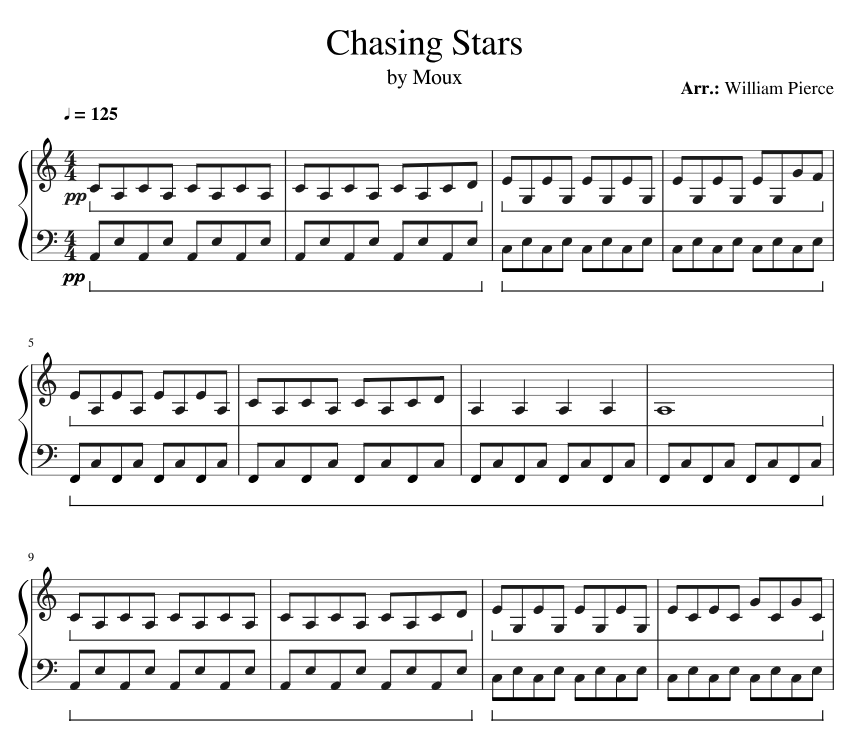 Chasing Stars
by Moux
Arr.: William Pierce
♩ = 125
4
4
pp
4
4
pp
5
9